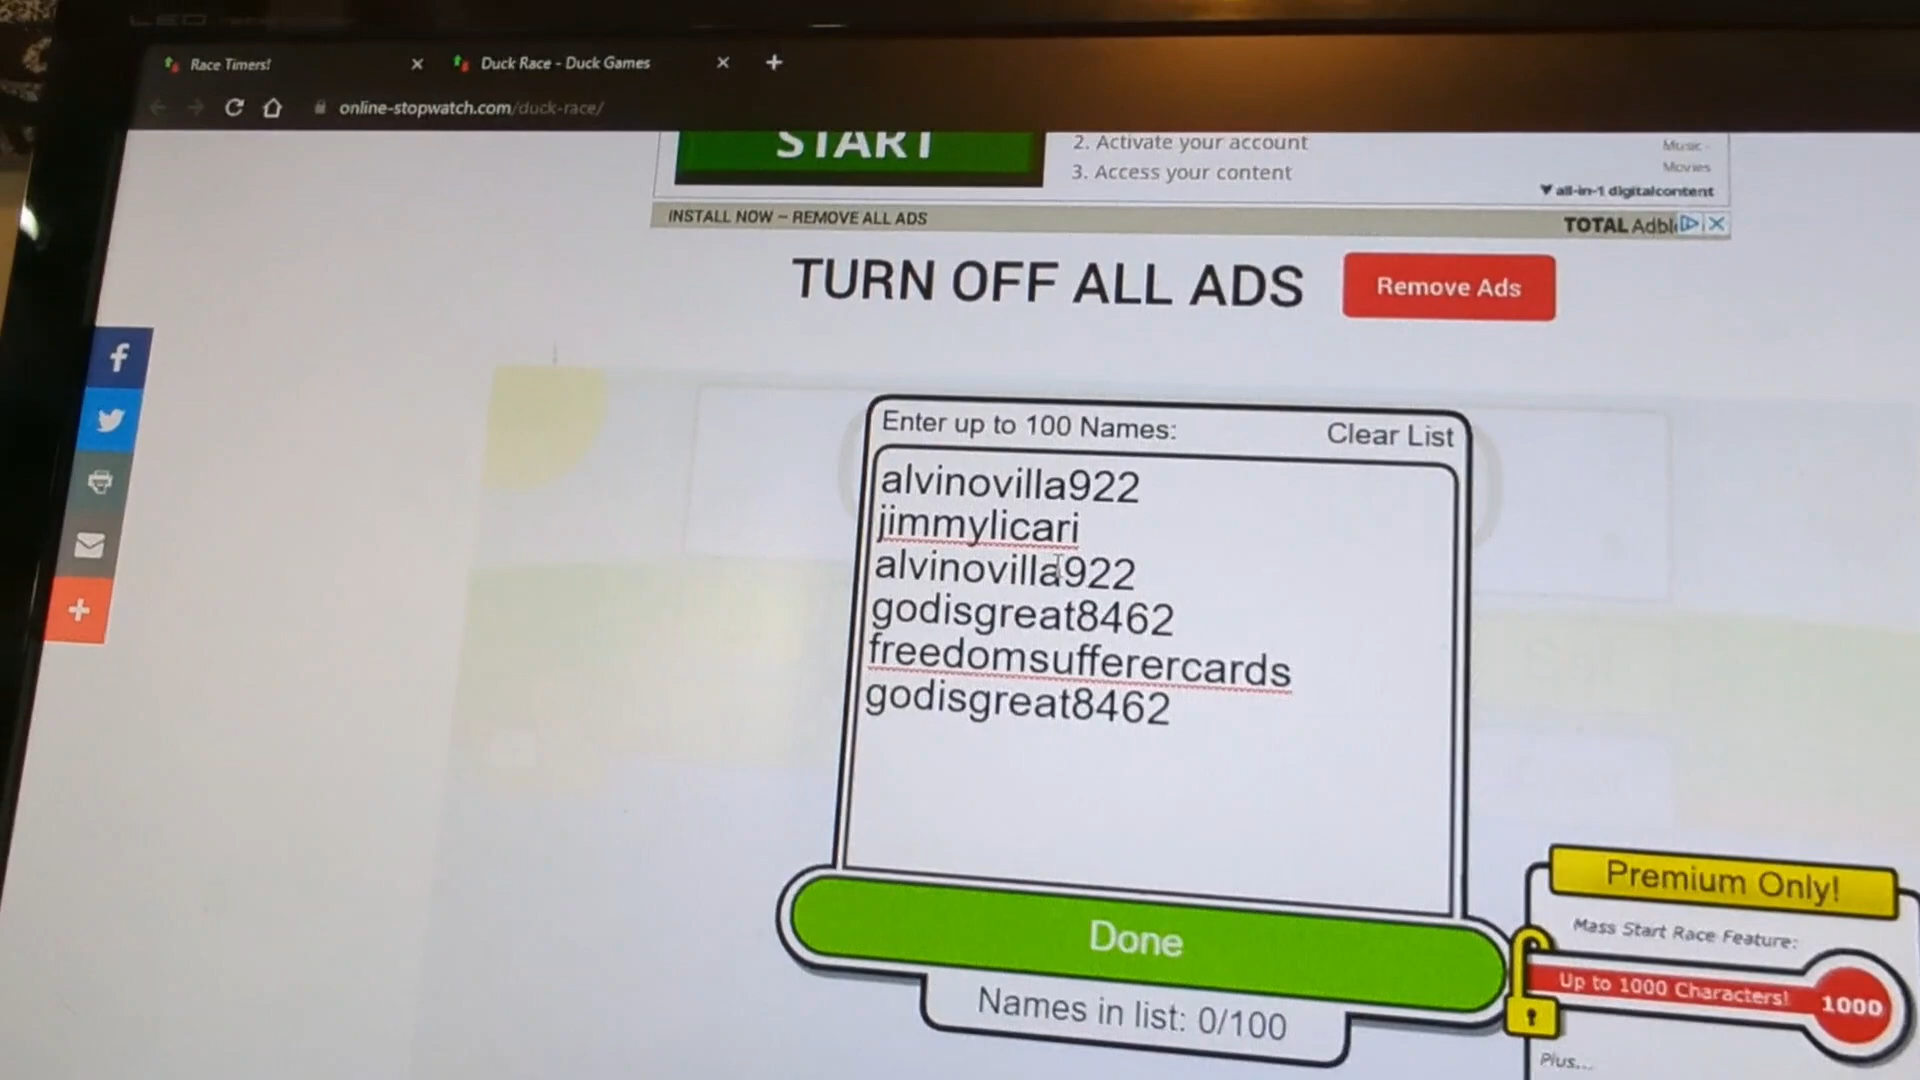 LED
Race Timers!
Duck Race - Duck Games
online-stopwatch.com/duck-race/
START
2. Activate your account
3. Access your content
Music -
Movies
all-in-1 digitalcontent
INSTALL NOW – REMOVE ALL ADS
TOTAL Adbl
TURN OFF ALL ADS
Remove Ads
Enter up to 100 Names:
Clear List
alvinovilla922
jimmylicari
alvinovilla922
godisgreat8462
freedomsufferercards
godisgreat8462
Done
Names in list: 0/100
Premium Only!
Mass Start Race Feature:
Up to 1000 Characters!
1000
Plus...